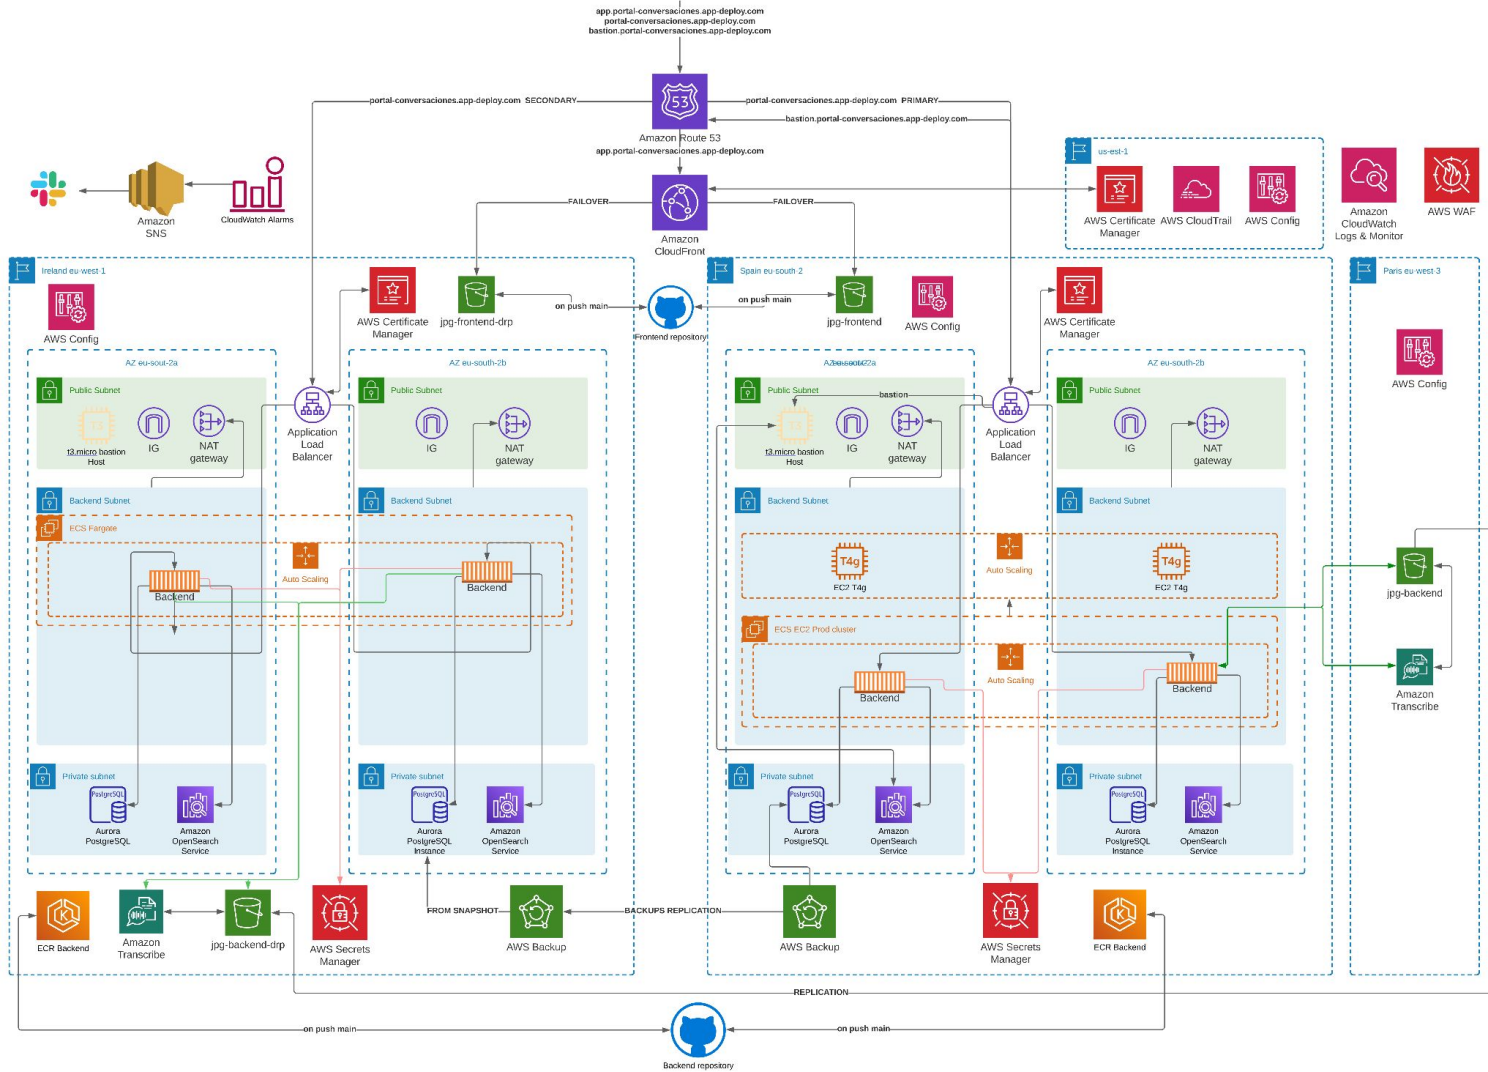 app.portal-conversaciones.app-deploy.com
portal-conversaciones.app-deploy.com
bastion.portal-conversaciones.app-deploy.com
portal-conversaciones.app-deploy.com SECONDARY
53
portal-conversaciones.app-deploy.com PRIMARY
bastion.portal-conversaciones.app-deploy.com
Amazon Route 53
app.portal-conversaciones.app-deploy.com
us-est-1
AWS Certificate
Manager
AWS CloudTrail
AWS Config
Amazon
CloudWatch
Logs & Monitor
AWS WAF
Amazon
SNS
CloudWatch Alarms
FAILOVER
FAILOVER
Amazon
CloudFront
Ireland eu-west-1
AWS Config
AWS Certificate
Manager
jpg-frontend-drp
on push main
Frontend repository
on push main
Spain eu-south-2
jpg-frontend
AWS Config
AWS Certificate
Manager
Paris eu-west-3
AWS Config
AZ eu-sout-2a
Public Subnet
T3
t3.micro bastion
Host
IG
NAT
gateway
Application
Load
Balancer
AZ eu-south-2b
Public Subnet
IG
NAT
gateway
Public Subnet
bastion
T3
t3.micro bastion
Host
IG
NAT
gateway
Application
Load
Balancer
AZ eu-south-2b
Public Subnet
IG
NAT
gateway
Backend Subnet
Backend Subnet
ECS Fargate
Auto Scaling
Backend
Backend
Backend Subnet
Backend Subnet
T4g
EC2 T4g
Auto Scaling
T4g
EC2 T4g
ECS EC2 Prod cluster
Auto Scaling
Backend
Backend
jpg-backend
Amazon
Transcribe
Private subnet
PostgreSQL
Aurora
PostgreSQL
Amazon
OpenSearch
Service
Private subnet
PostgreSQL
Aurora
PostgreSQL
Instance
Amazon
OpenSearch
Service
Private subnet
PostgreSQL
Aurora
PostgreSQL
Amazon
OpenSearch
Service
Private subnet
PostgreSQL
Aurora
PostgreSQL
Instance
Amazon
OpenSearch
Service
ECR Backend
Amazon
Transcribe
jpg-backend-drp
AWS Secrets
Manager
FROM SNAPSHOT
AWS Backup
BACKUPS REPLICATION
AWS Backup
AWS Secrets
Manager
ECR Backend
REPLICATION
on push main
on push main
Backend repository